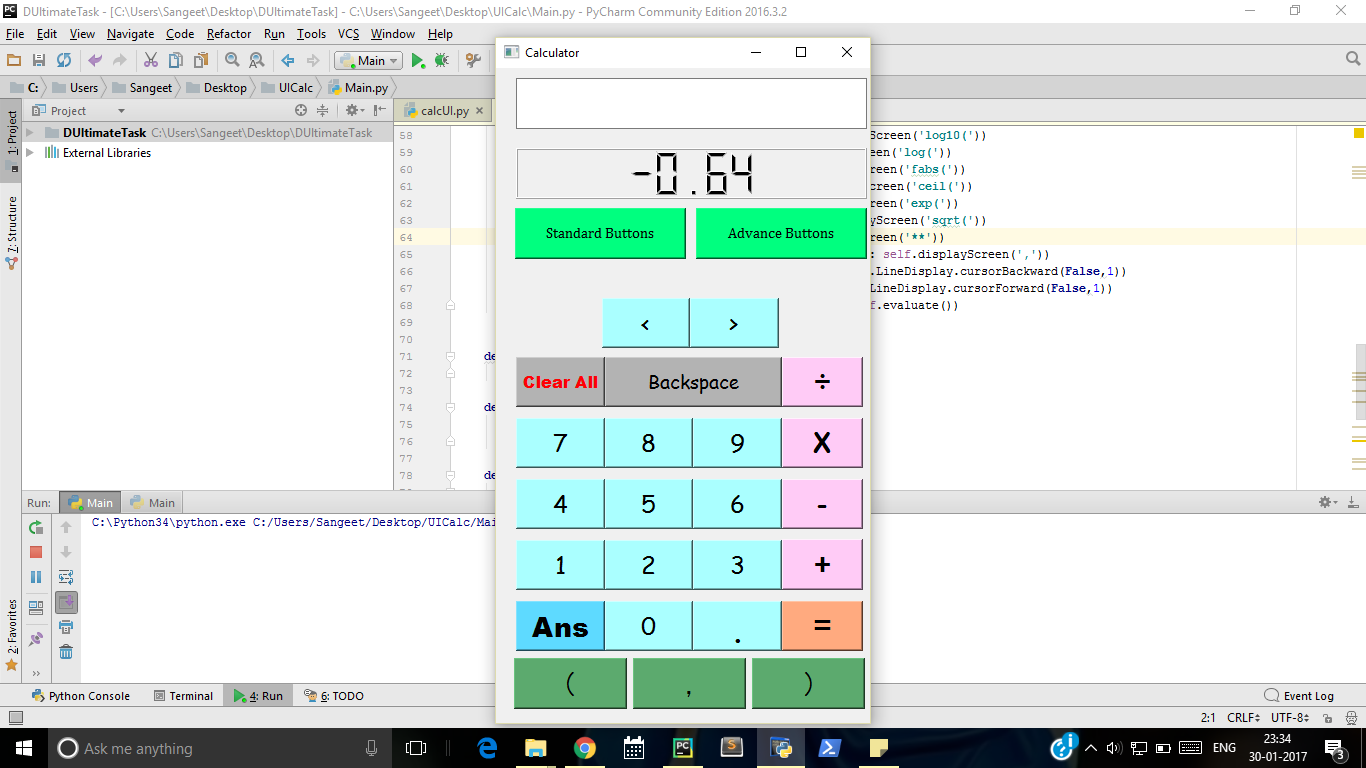 DUltimateTask - [C:\Users\Sangeet\Desktop\DUltimateTask] - C:\Users\Sangeet\Desktop\UICalc\Main.py - PyCharm Community Edition 2016.3.2
File Edit View Navigate Code Refactor Run Tools VCS Window Help
Main
C: Users Sangeet Desktop UICalc Main.py
1: Project
7: Structure
2: Favorites
Project
DUltimateTask C:\Users\Sangeet\Desktop\DUltimateTask
External Libraries
calcUI.py
58 Screen('log10('))
59 een('log('))
60 reen('fabs('))
61 creen('ceil('))
62 reen('exp('))
63 yScreen('sqrt('))
64 reen('**'))
65 : self.displayScreen(','))
66 .LineDisplay.cursorBackward(False,1))
67 LineDisplay.cursorForward(False,1))
68 f.evaluate())
69
70
71 de
72
73
74 de
75
76
77
78 de
Calculator
-0.64
Standard Buttons Advance Buttons
< >
Clear All Backspace ÷
7 8 9 X
4 5 6 -
1 2 3 +
Ans 0 . =
( , )
Run: Main Main
C:\Python34\python.exe C:/Users/Sangeet/Desktop/UICalc/Mai
Python Console Terminal 4: Run 6: TODO Event Log
2:1 CRLF UTF-8
Ask me anything
ENG
23:34
30-01-2017
3